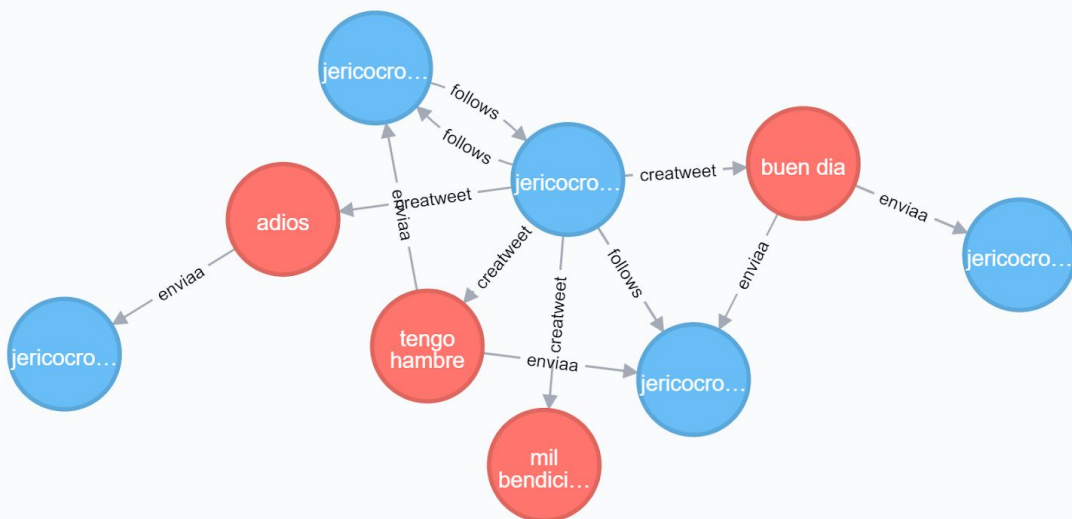 jericocro…
follows
follows
jericocro…
creatweet
buen dia
creatweet
enviaa
adios
enviaa
jericocro…
enviaa
creatweet
follows
enviaa
creatweet
tengo
hambre
enviaa
jericocro…
jericocro…
mil
bendici…